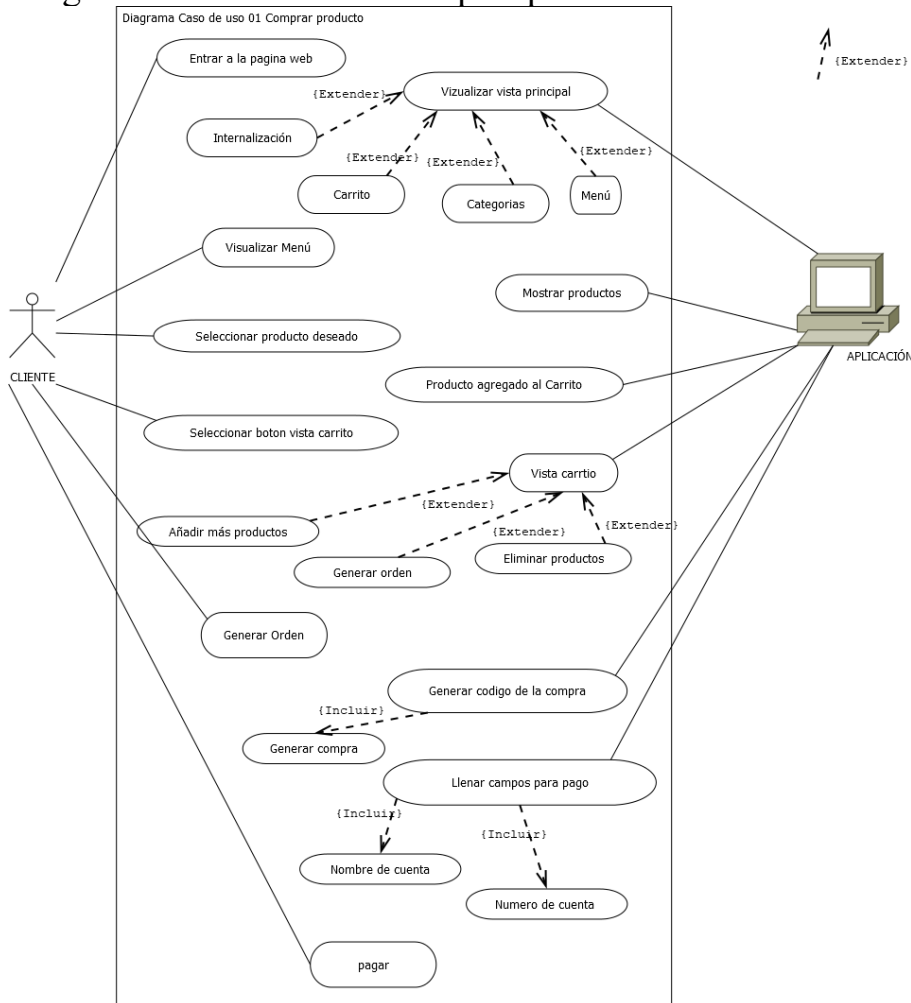 Diagrama Caso de uso 01 Comprar producto
Entrar a la pagina web
{Extender}
{Extender}
Vizualizar vista principal
Internalización
{Extender}
{Extender}
{Extender}
Carrito
Categorias
Menú
Visualizar Menú
Mostrar productos
Seleccionar producto deseado
CLIENTE
APLICACIÓN
Producto agregado al Carrito
Seleccionar boton vista carrito
Vista carrtio
{Extender}
{Extender}
{Extender}
Añadir más productos
Generar orden
Eliminar productos
Generar Orden
Generar codigo de la compra
{Incluir}
Generar compra
Llenar campos para pago
{Incluir}
{Incluir}
Nombre de cuenta
Numero de cuenta
pagar